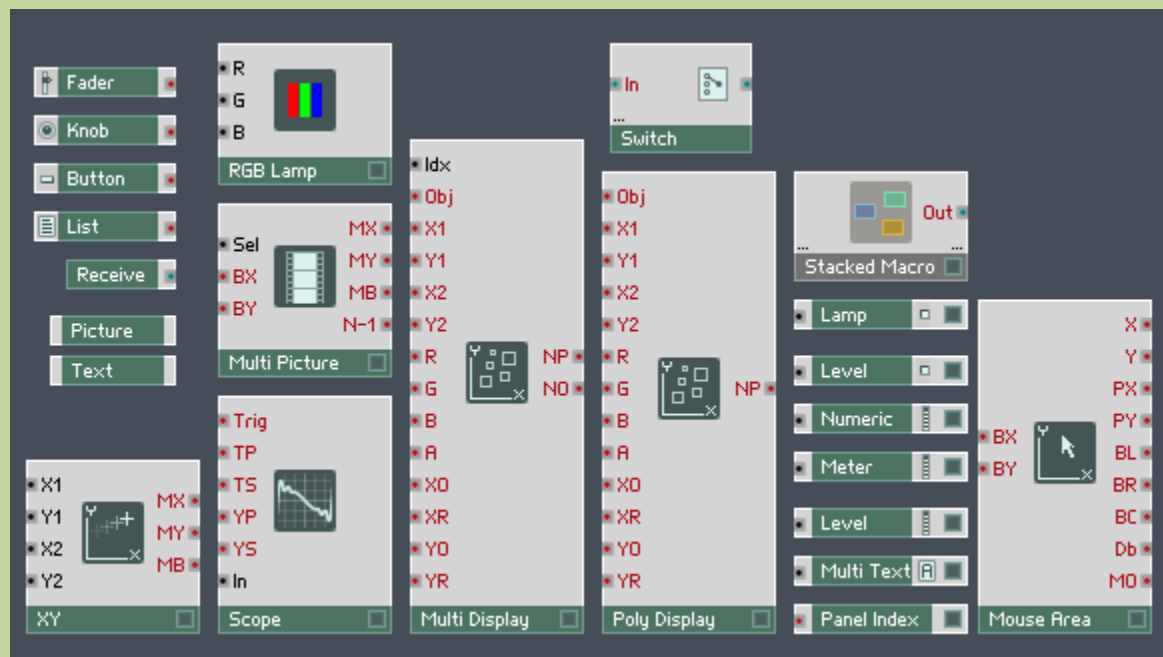 Fader
Knob
Button
List
Receive
Picture
Text
X1
Y1
X2
Y2
MX
MY
MB
XY
R
G
B
RGB Lamp
Sel
BX
BY
MX
MY
MB
N-1
Multi Picture
Trig
TP
TS
YP
YS
In
Scope
Idx
Obj
X1
Y1
X2
Y2
R
G
B
A
XO
XR
YO
YR
NP
NO
Multi Display
In
...
Switch
Obj
X1
Y1
X2
Y2
R
G
B
A
XO
XR
YO
YR
NP
Poly Display
Out
... ...
Stacked Macro
Lamp
Level
Numeric
Meter
Level
Multi Text A
Panel Index
BX
BY
X
Y
PX
PY
BL
BR
BC
Db
MO
Mouse Area